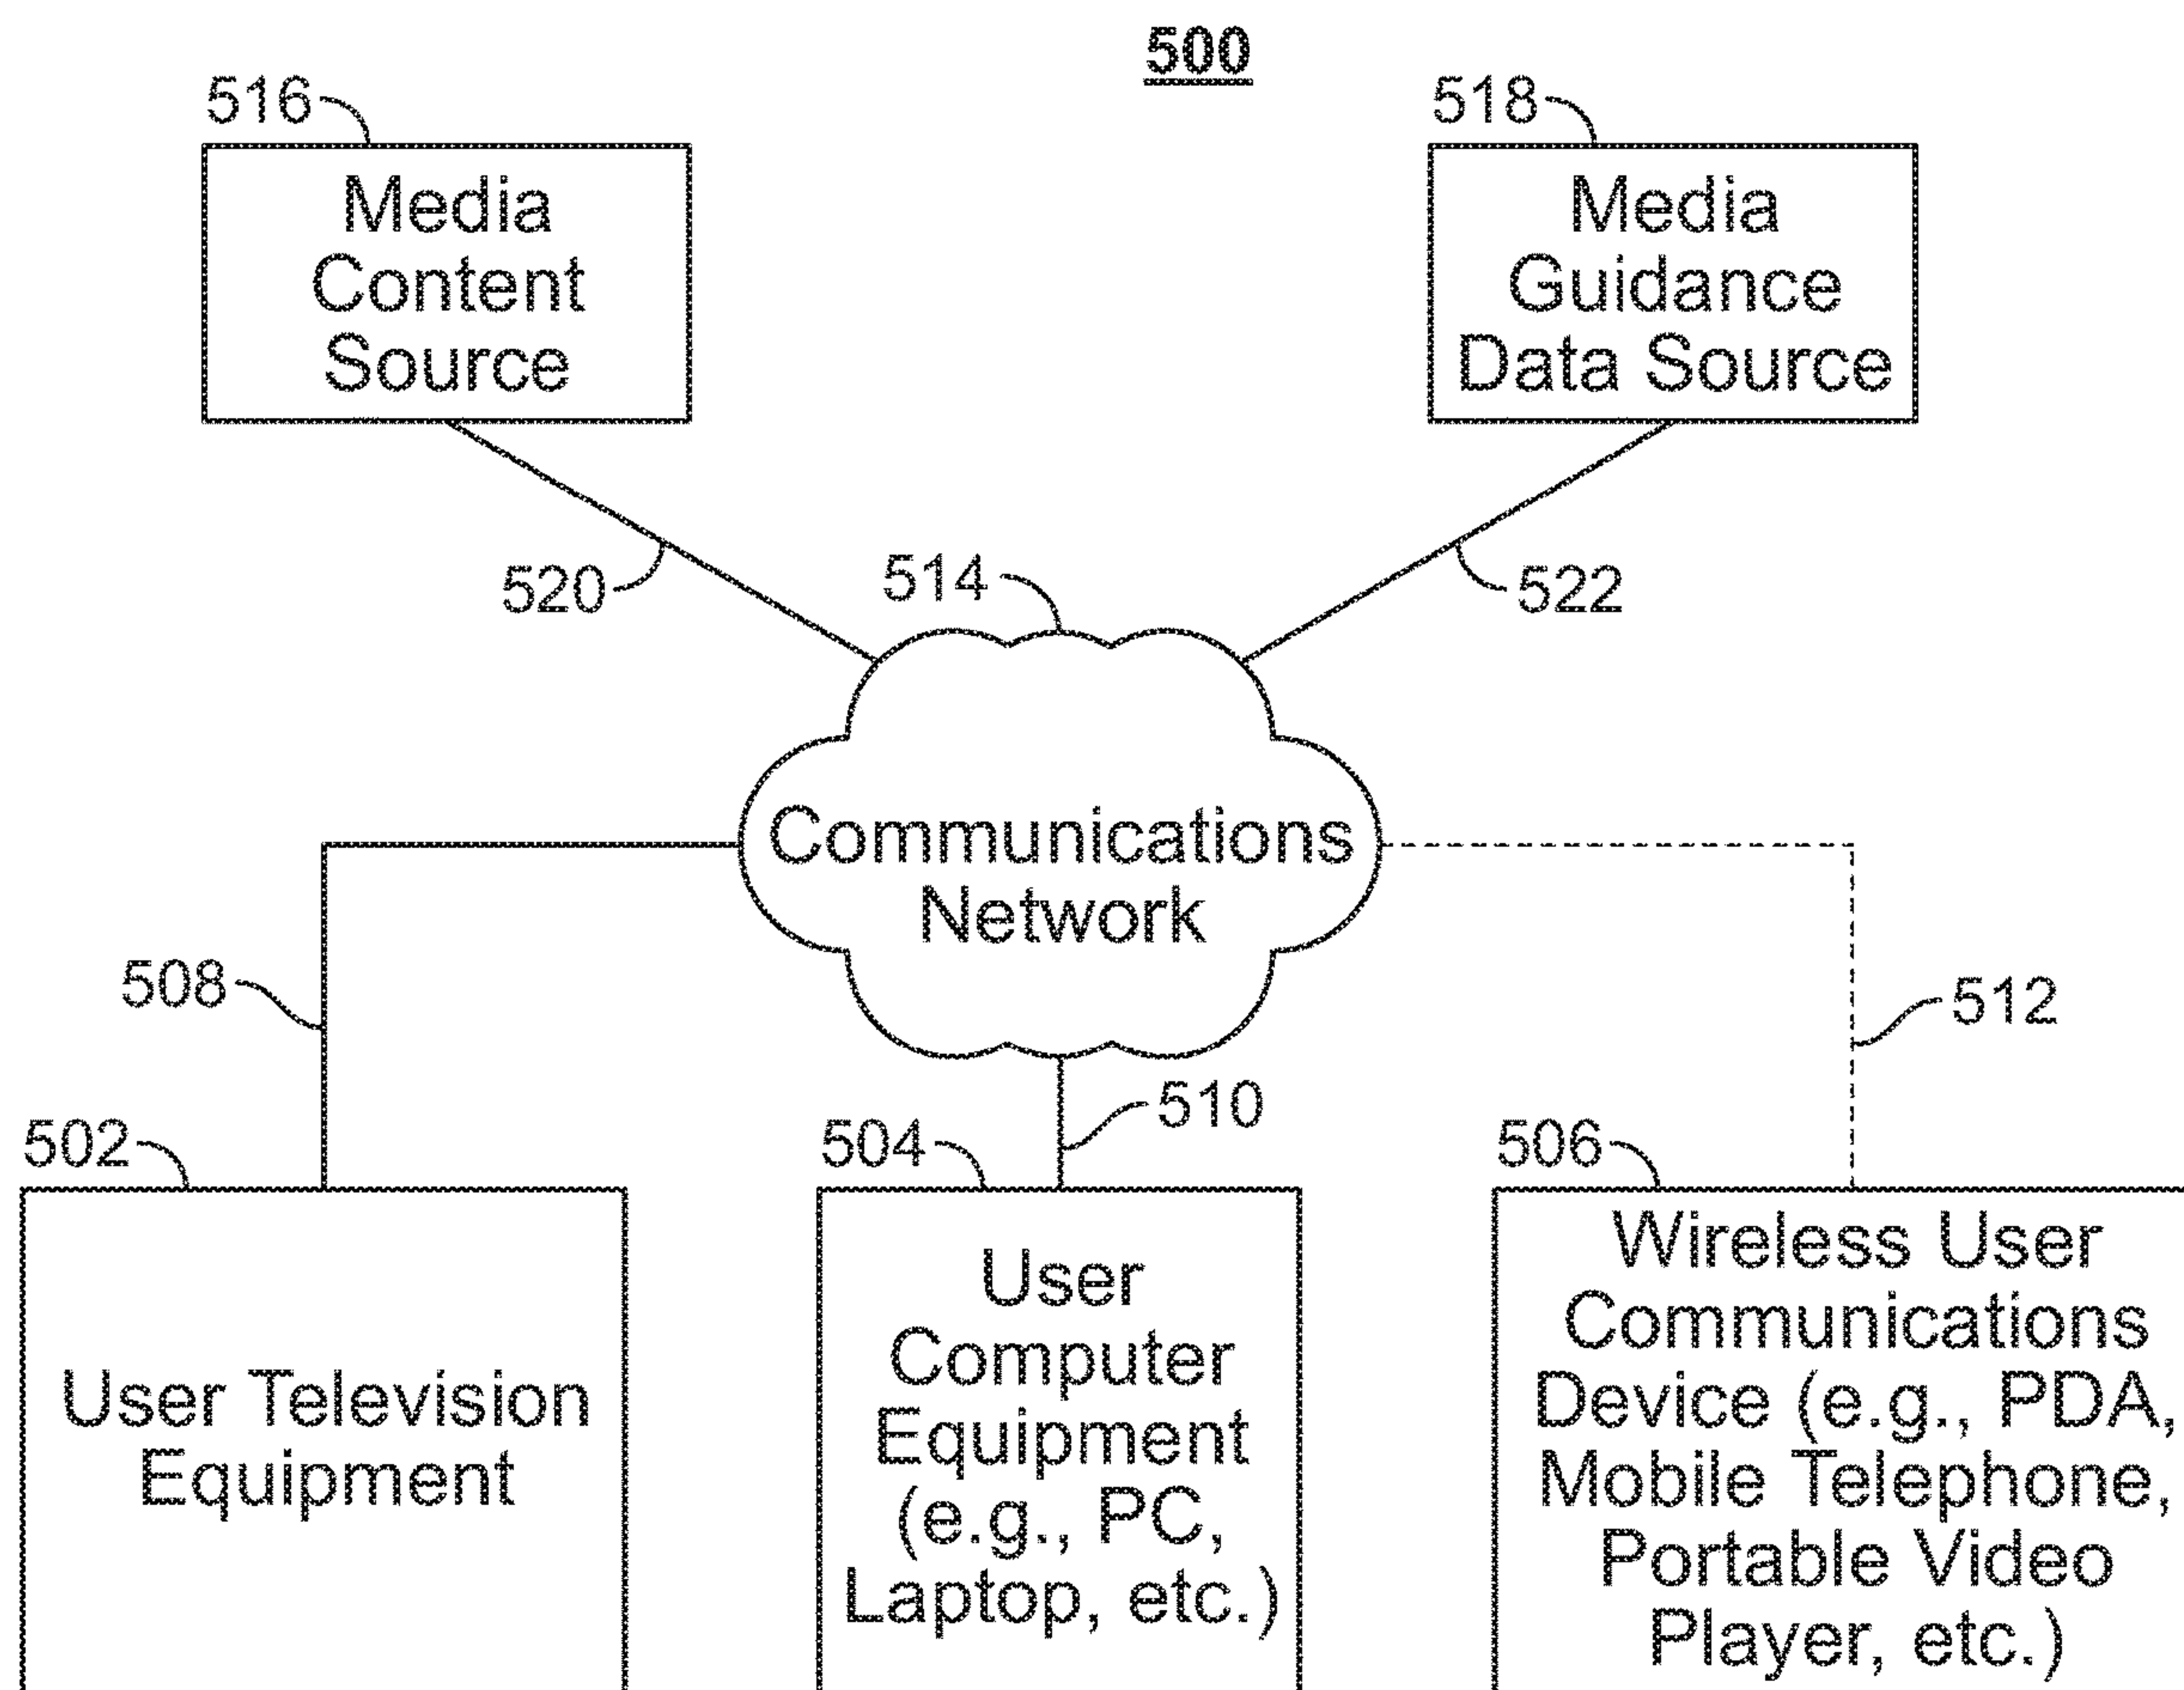 500
516
518
Media
Content
Source
Media
Guidance
Data Source
520
514
522
Communications
Network
508
512
510
502
504
506
User Television
Equipment
User
Computer
Equipment
(e.g., PC,
Laptop, etc.)
Wireless User
Communications
Device (e.g., PDA,
Mobile Telephone,
Portable Video
Player, etc.)